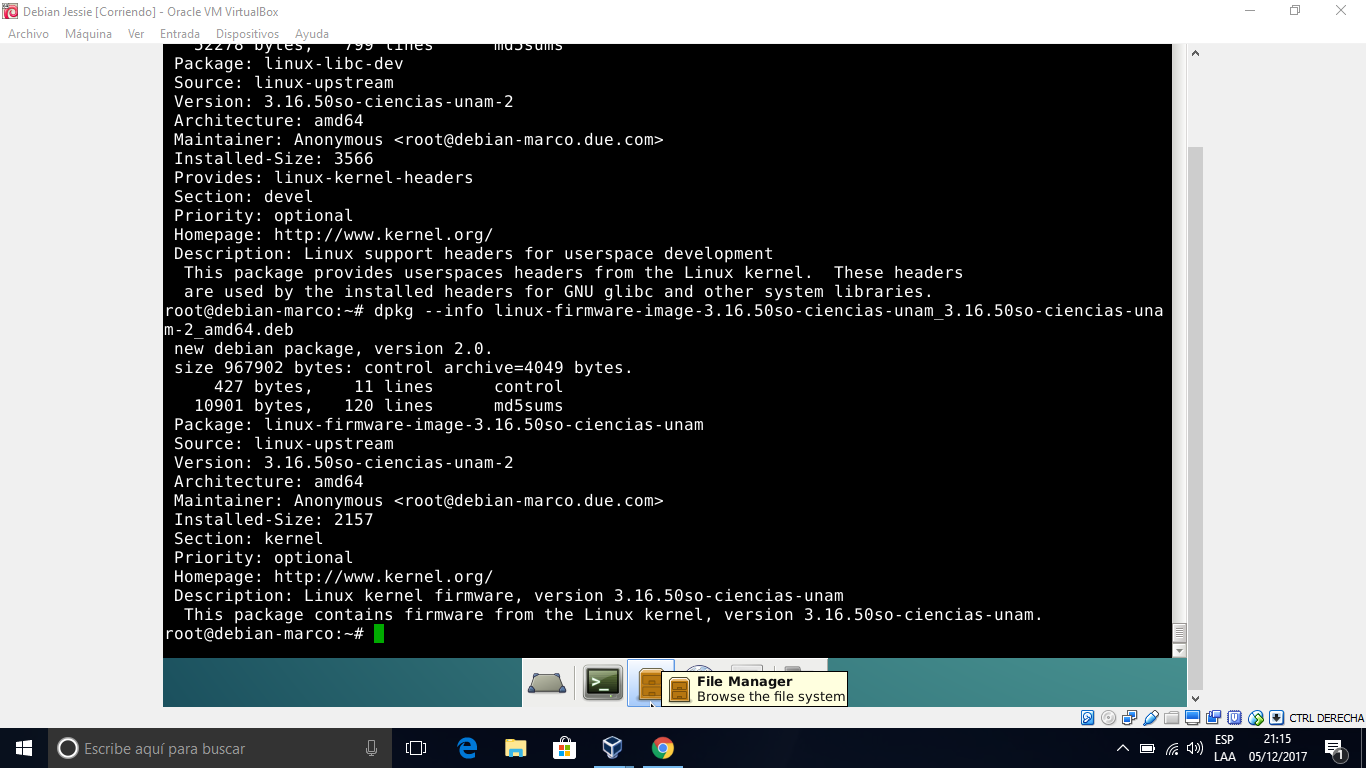 Debian Jessie [Corriendo] - Oracle VM VirtualBox
Archivo Máquina Ver Entrada Dispositivos Ayuda
52278 bytes, 799 lines md5sums
Package: linux-libc-dev
Source: linux-upstream
Version: 3.16.50so-ciencias-unam-2
Architecture: amd64
Maintainer: Anonymous <root@debian-marco.due.com>
Installed-Size: 3566
Provides: linux-kernel-headers
Section: devel
Priority: optional
Homepage: http://www.kernel.org/
Description: Linux support headers for userspace development
This package provides userspaces headers from the Linux kernel.  These headers
are used by the installed headers for GNU glibc and other system libraries.
root@debian-marco:~# dpkg --info linux-firmware-image-3.16.50so-ciencias-unam_3.16.50so-ciencias-una
m-2_amd64.deb
new debian package, version 2.0.
size 967902 bytes: control archive=4049 bytes.
427 bytes, 11 lines control
10901 bytes, 120 lines md5sums
Package: linux-firmware-image-3.16.50so-ciencias-unam
Source: linux-upstream
Version: 3.16.50so-ciencias-unam-2
Architecture: amd64
Maintainer: Anonymous <root@debian-marco.due.com>
Installed-Size: 2157
Section: kernel
Priority: optional
Homepage: http://www.kernel.org/
Description: Linux kernel firmware, version 3.16.50so-ciencias-unam
This package contains firmware from the Linux kernel, version 3.16.50so-ciencias-unam.
root@debian-marco:~#
File Manager
Browse the file system
CTRL DERECHA
Escribe aquí para buscar
ESP 21:15
LAA 05/12/2017 1